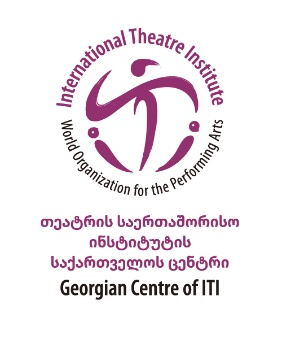 International Theatre Institute
World Organization for the Performing Arts
თეატრის საერთაშორისო
ინსტიტუტის
საქართველოს ცენტრი
Georgian Centre of ITI